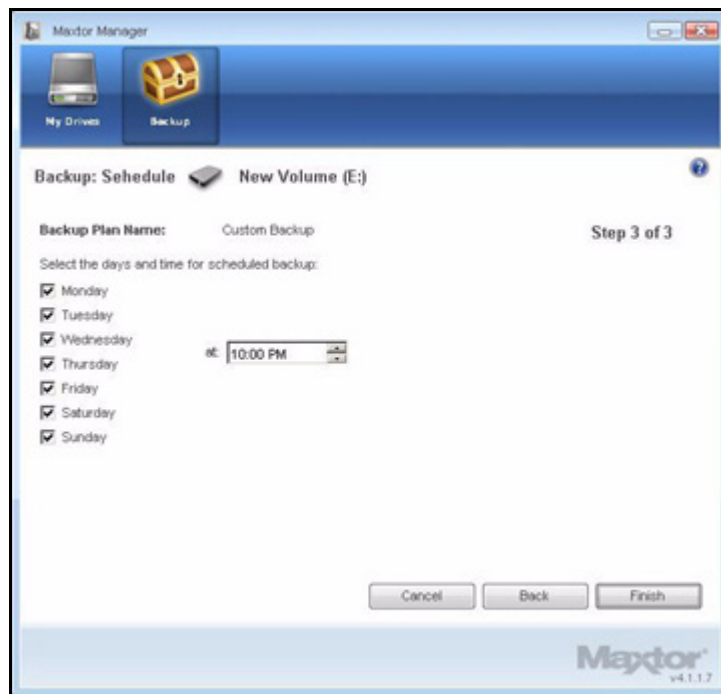 Maxtor Manager
My Drives
Backup
Backup: Sehedule New Volume (E:)
Backup Plan Name: Custom Backup
Step 3 of 3
Select the days and time for scheduled backup:
Monday
Tuesday
Wednesday
at: 10:00 PM
Thursday
Friday
Saturday
Sunday
Cancel
Back
Finish
Maxtor
v4.1.1.7